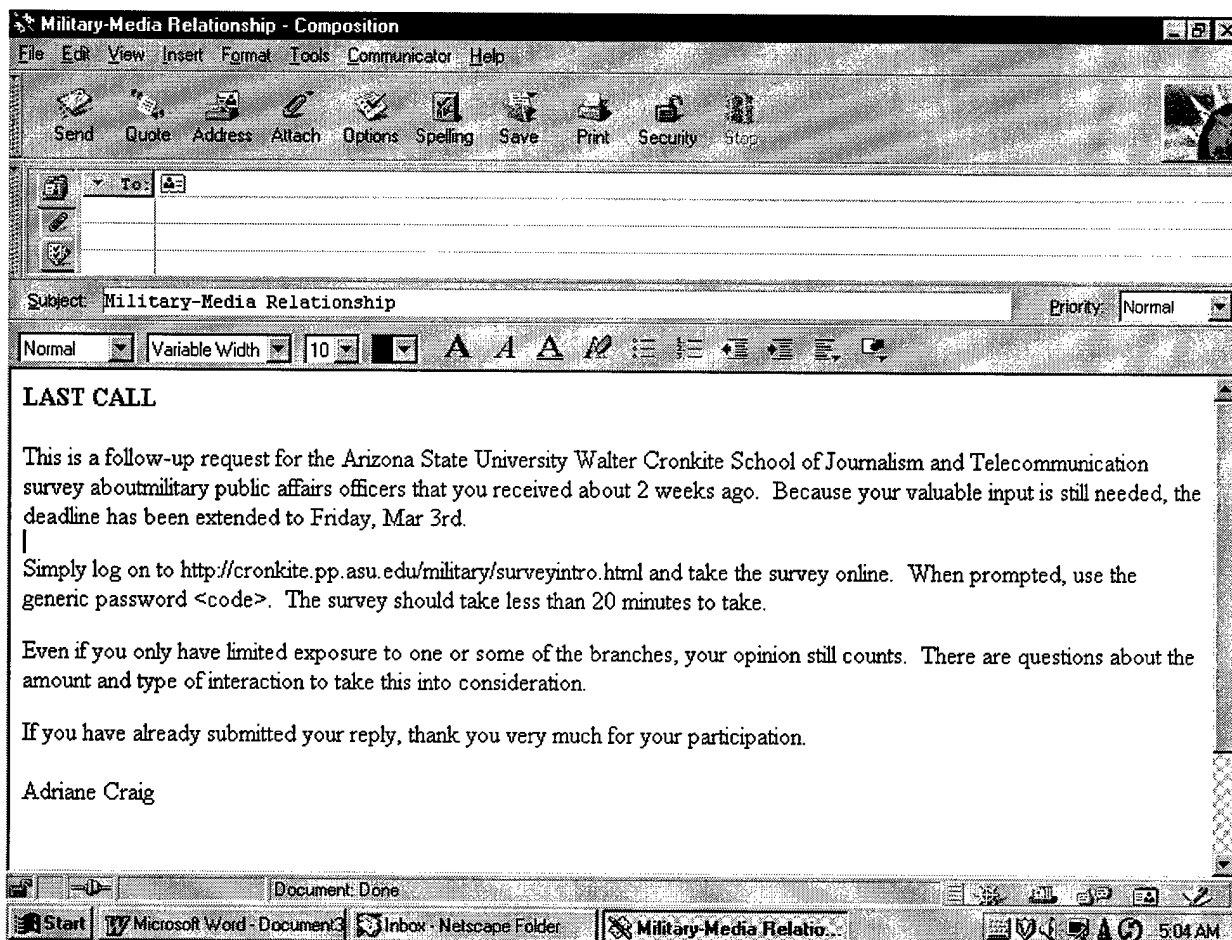 Military-Media Relationship - Composition
File Edit View Insert Format Tools Communicator Help
Send Quote Address Attach Options Spelling Save Print Security Stop
To:
Subject: Military-Media Relationship Priority: Normal
Normal Variable Width 10 A A A
LAST CALL
This is a follow-up request for the Arizona State University Walter Cronkite School of Journalism and Telecommunication
survey aboutmilitary public affairs officers that you received about 2 weeks ago. Because your valuable input is still needed, the
deadline has been extended to Friday, Mar 3rd.
Simply log on to http://cronkite.pp.asu.edu/military/surveyintro.html and take the survey online. When prompted, use the
generic password <code>. The survey should take less than 20 minutes to take.
Even if you only have limited exposure to one or some of the branches, your opinion still counts. There are questions about the
amount and type of interaction to take this into consideration.
If you have already submitted your reply, thank you very much for your participation.
Adriane Craig
Document: Done
Start Microsoft Word - Document3 Inbox - Netscape Folder Military-Media Relatio... 5:04 AM